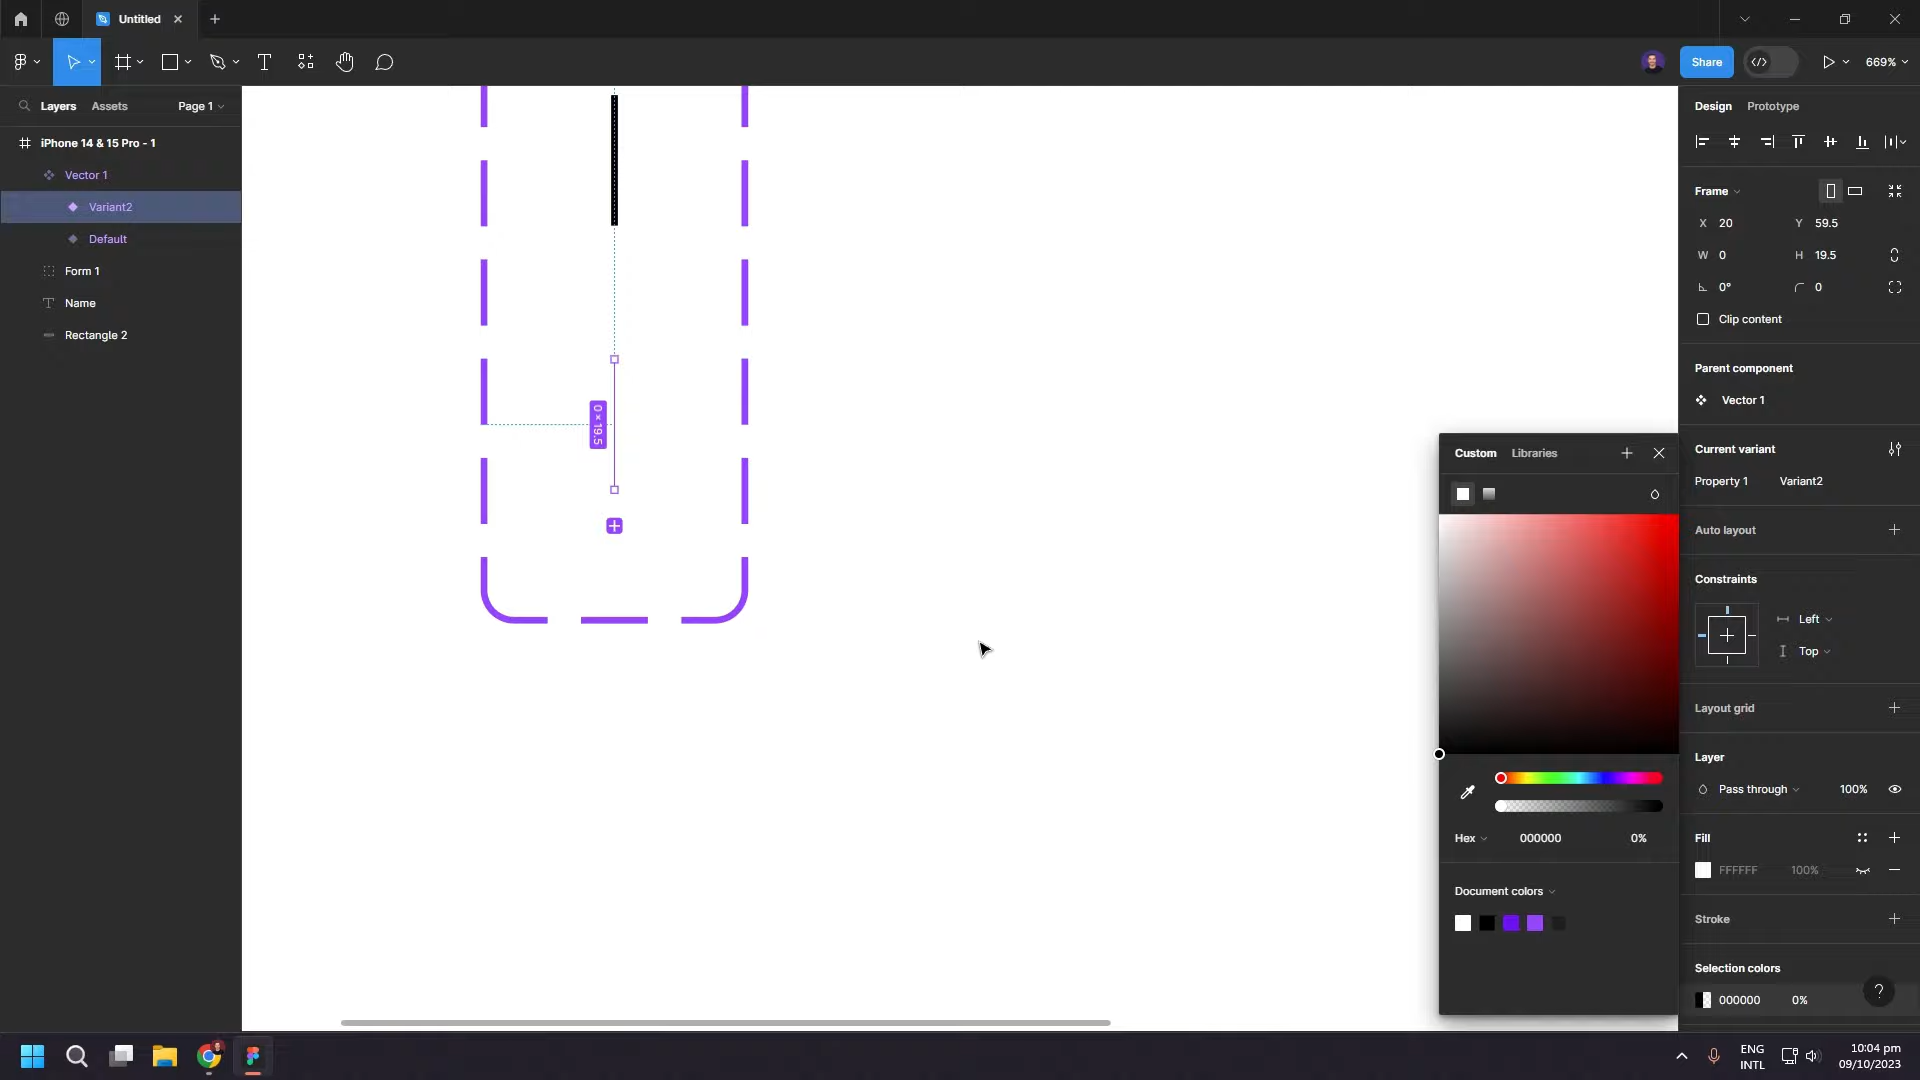 Untitled
Share
669%
Layers
Assets
Page 1
iPhone 14 & 15 Pro - 1
Vector 1
Variant2
Default
Form 1
Name
Rectangle 2
0 × 19.5
Custom
Libraries
Hex
000000
0%
Document colors
Design
Prototype
Frame
X
20
Y
59.5
W
0
H
19.5
0°
0
Clip content
Parent component
Vector 1
Current variant
Property 1
Variant2
Auto layout
Constraints
Left
Top
Layout grid
Layer
Pass through
100%
Fill
FFFFFF
100%
Stroke
Selection colors
000000
0%
?
ENG
INTL
10:04 pm
09/10/2023